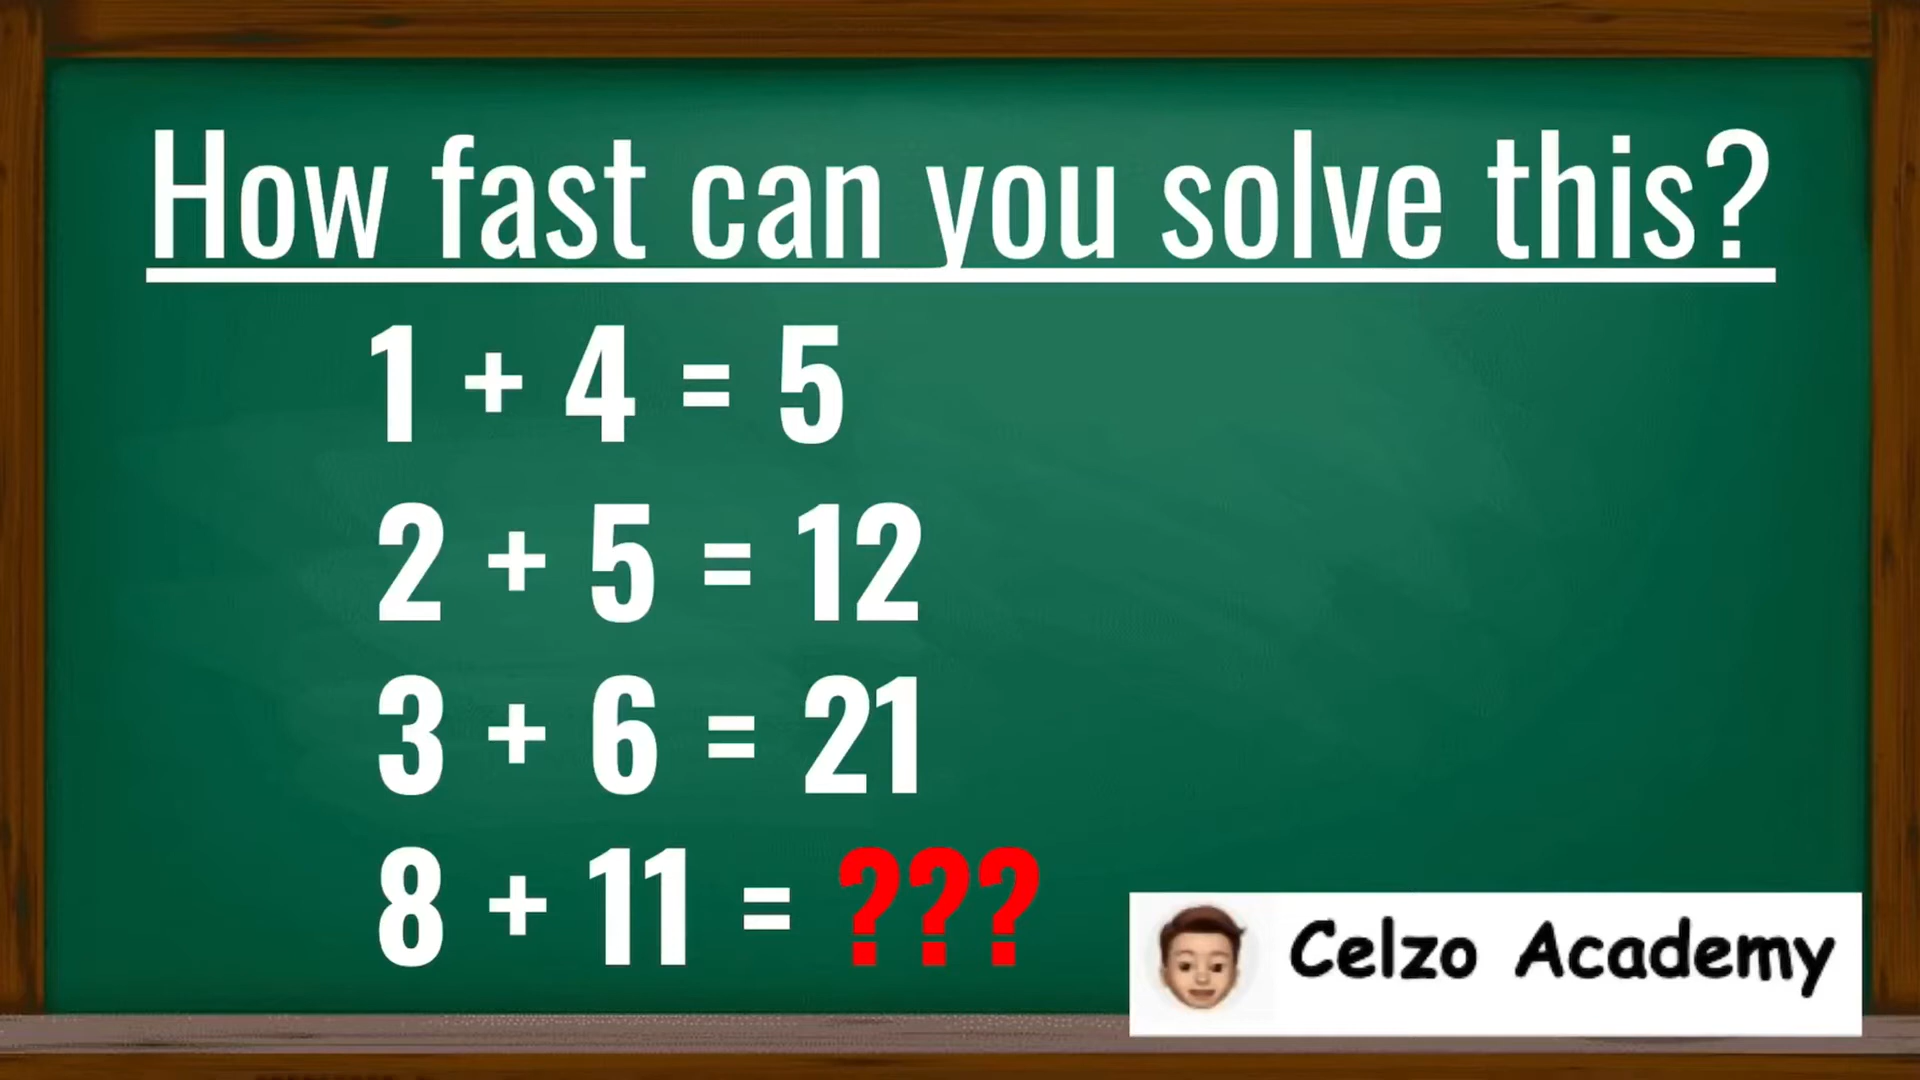 How fast can you solve this?
1 + 4 = 5
2 + 5 = 12
3 + 6 = 21
8 + 11 = ???
Celzo Academy